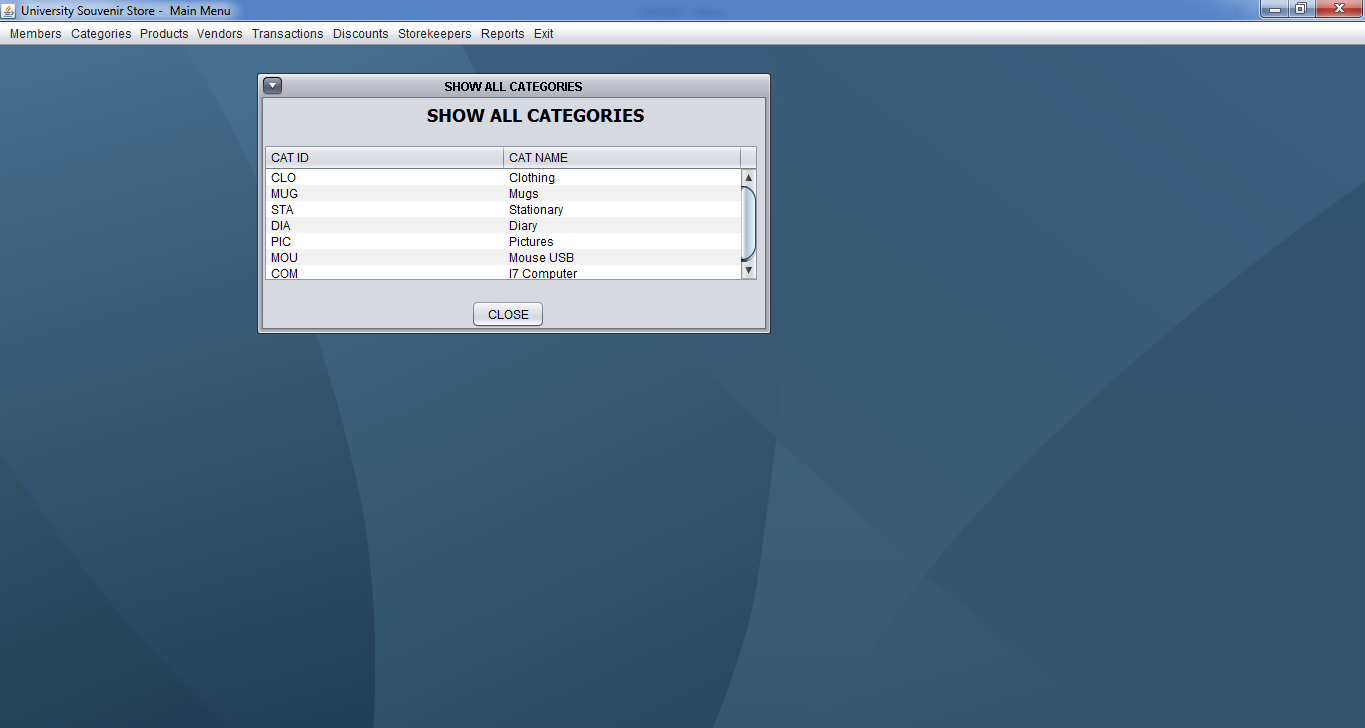 University Souvenir Store -  Main Menu
Members Categories Products Vendors Transactions Discounts Storekeepers Reports Exit
SHOW ALL CATEGORIES
SHOW ALL CATEGORIES
CAT ID CAT NAME
CLO Clothing
MUG Mugs
STA Stationary
DIA Diary
PIC Pictures
MOU Mouse USB
COM I7 Computer
CLOSE